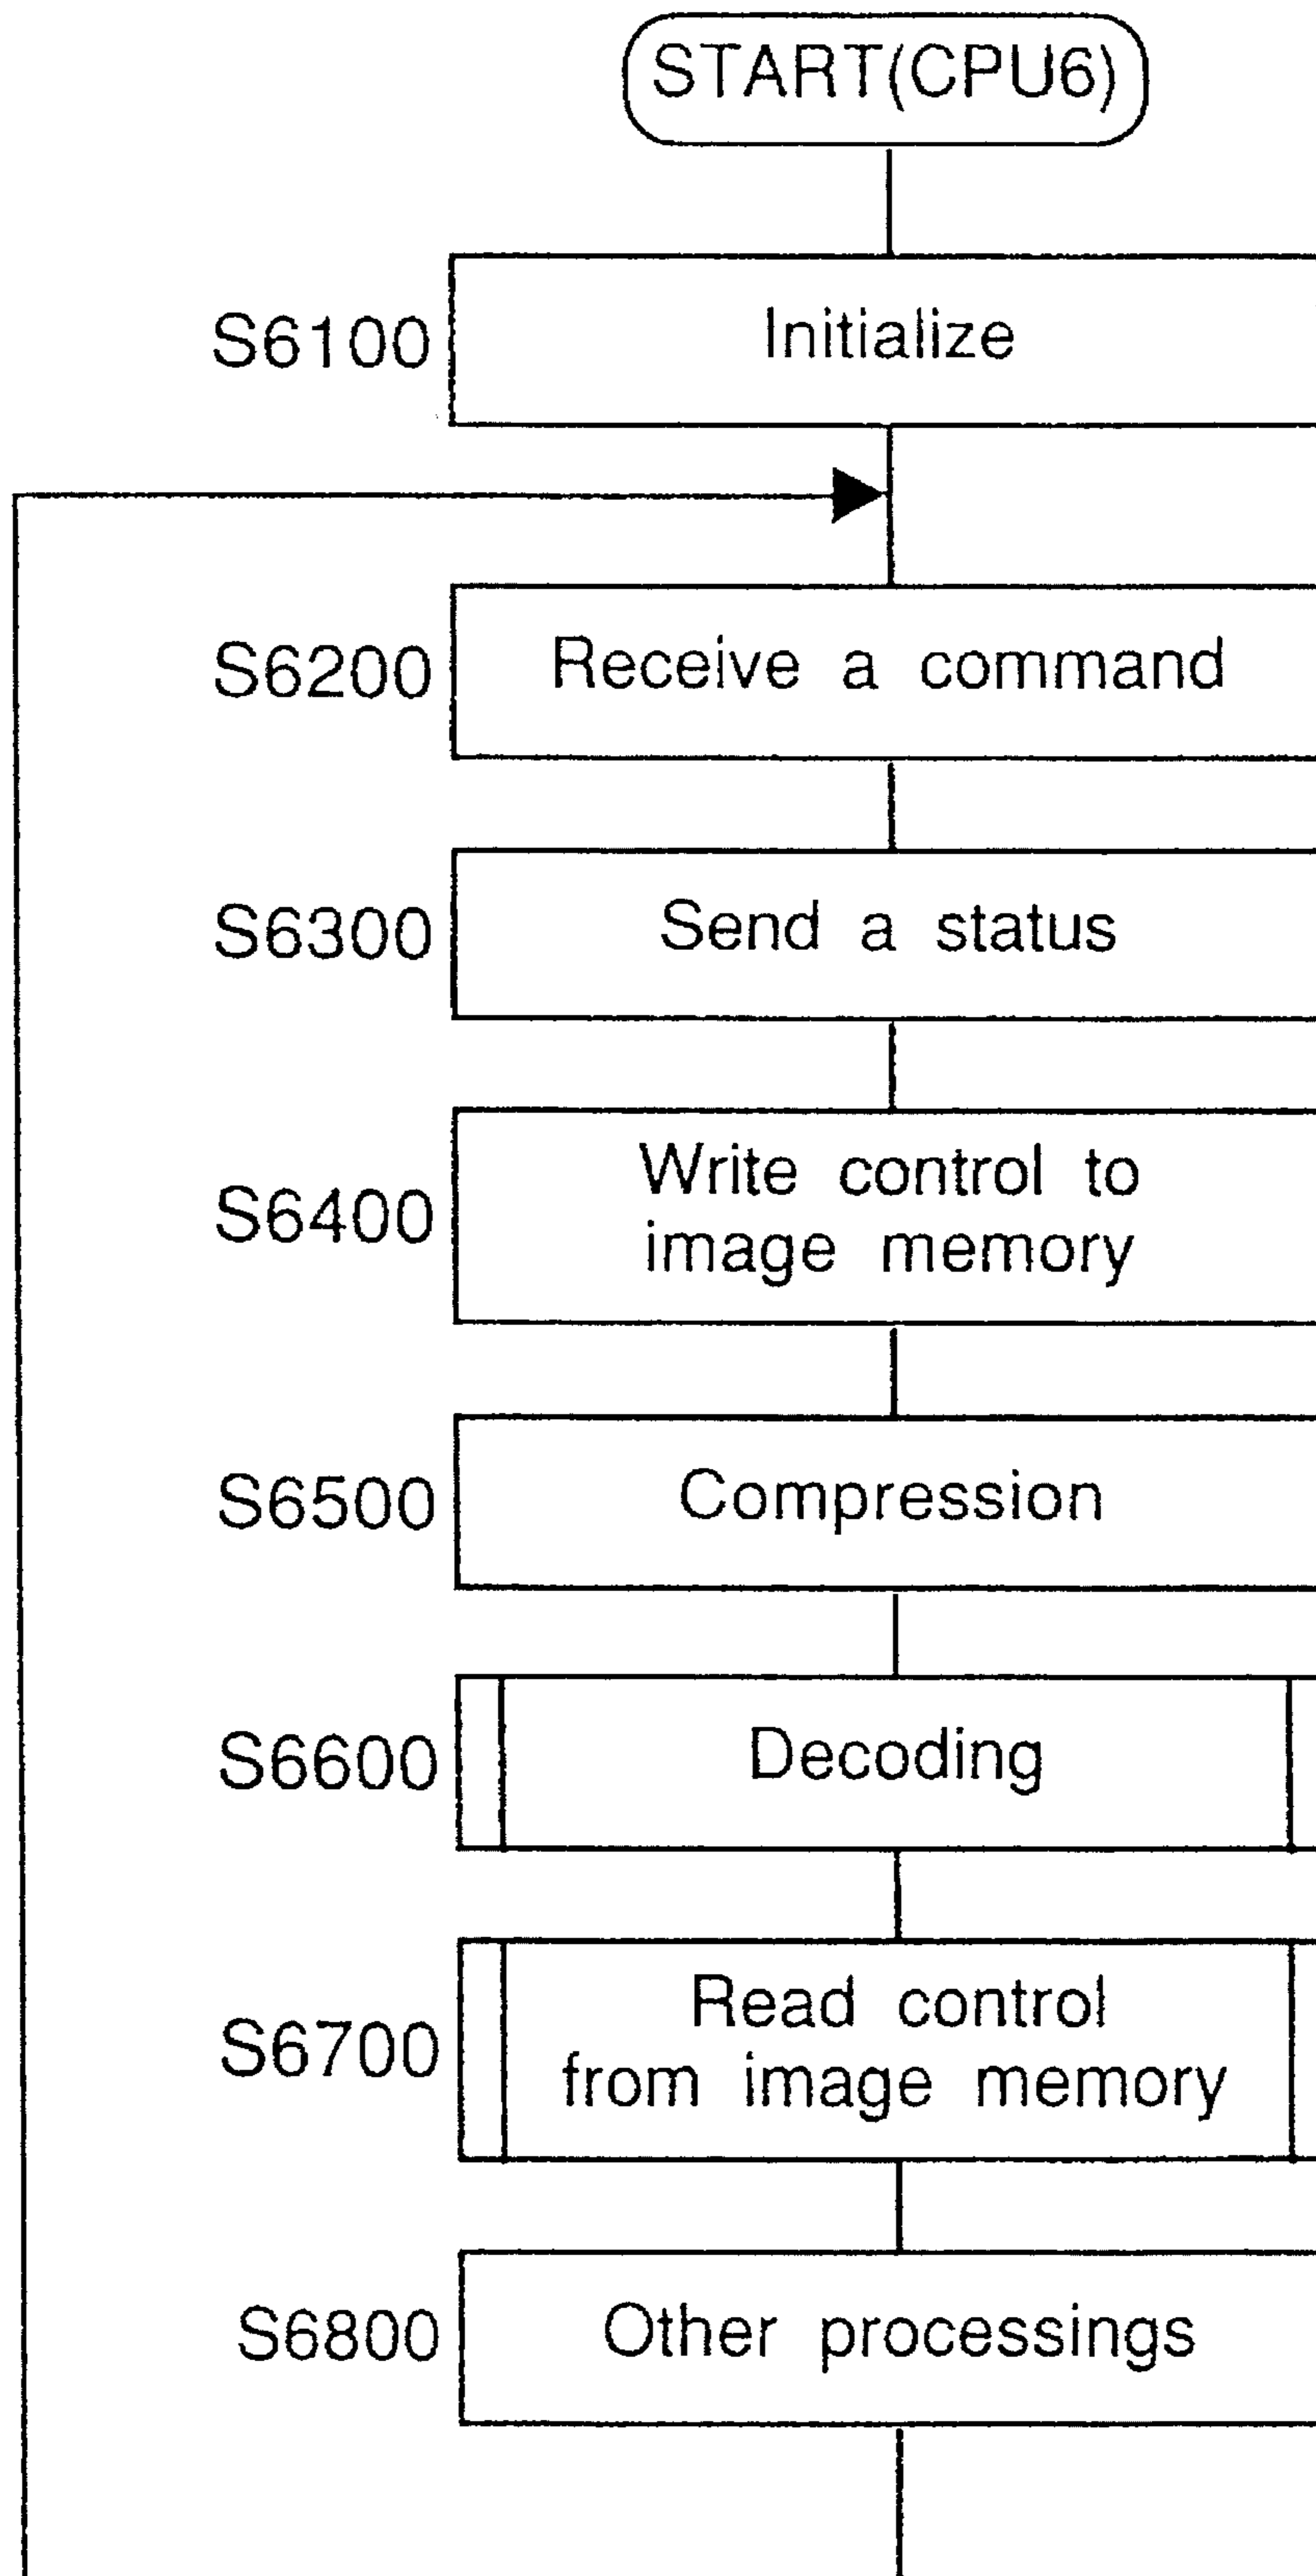 START(CPU6)
S6100 Initialize
S6200 Receive a command
S6300 Send a status
S6400 Write control to
image memory
S6500 Compression
S6600 Decoding
S6700 Read control
from image memory
S6800 Other processings